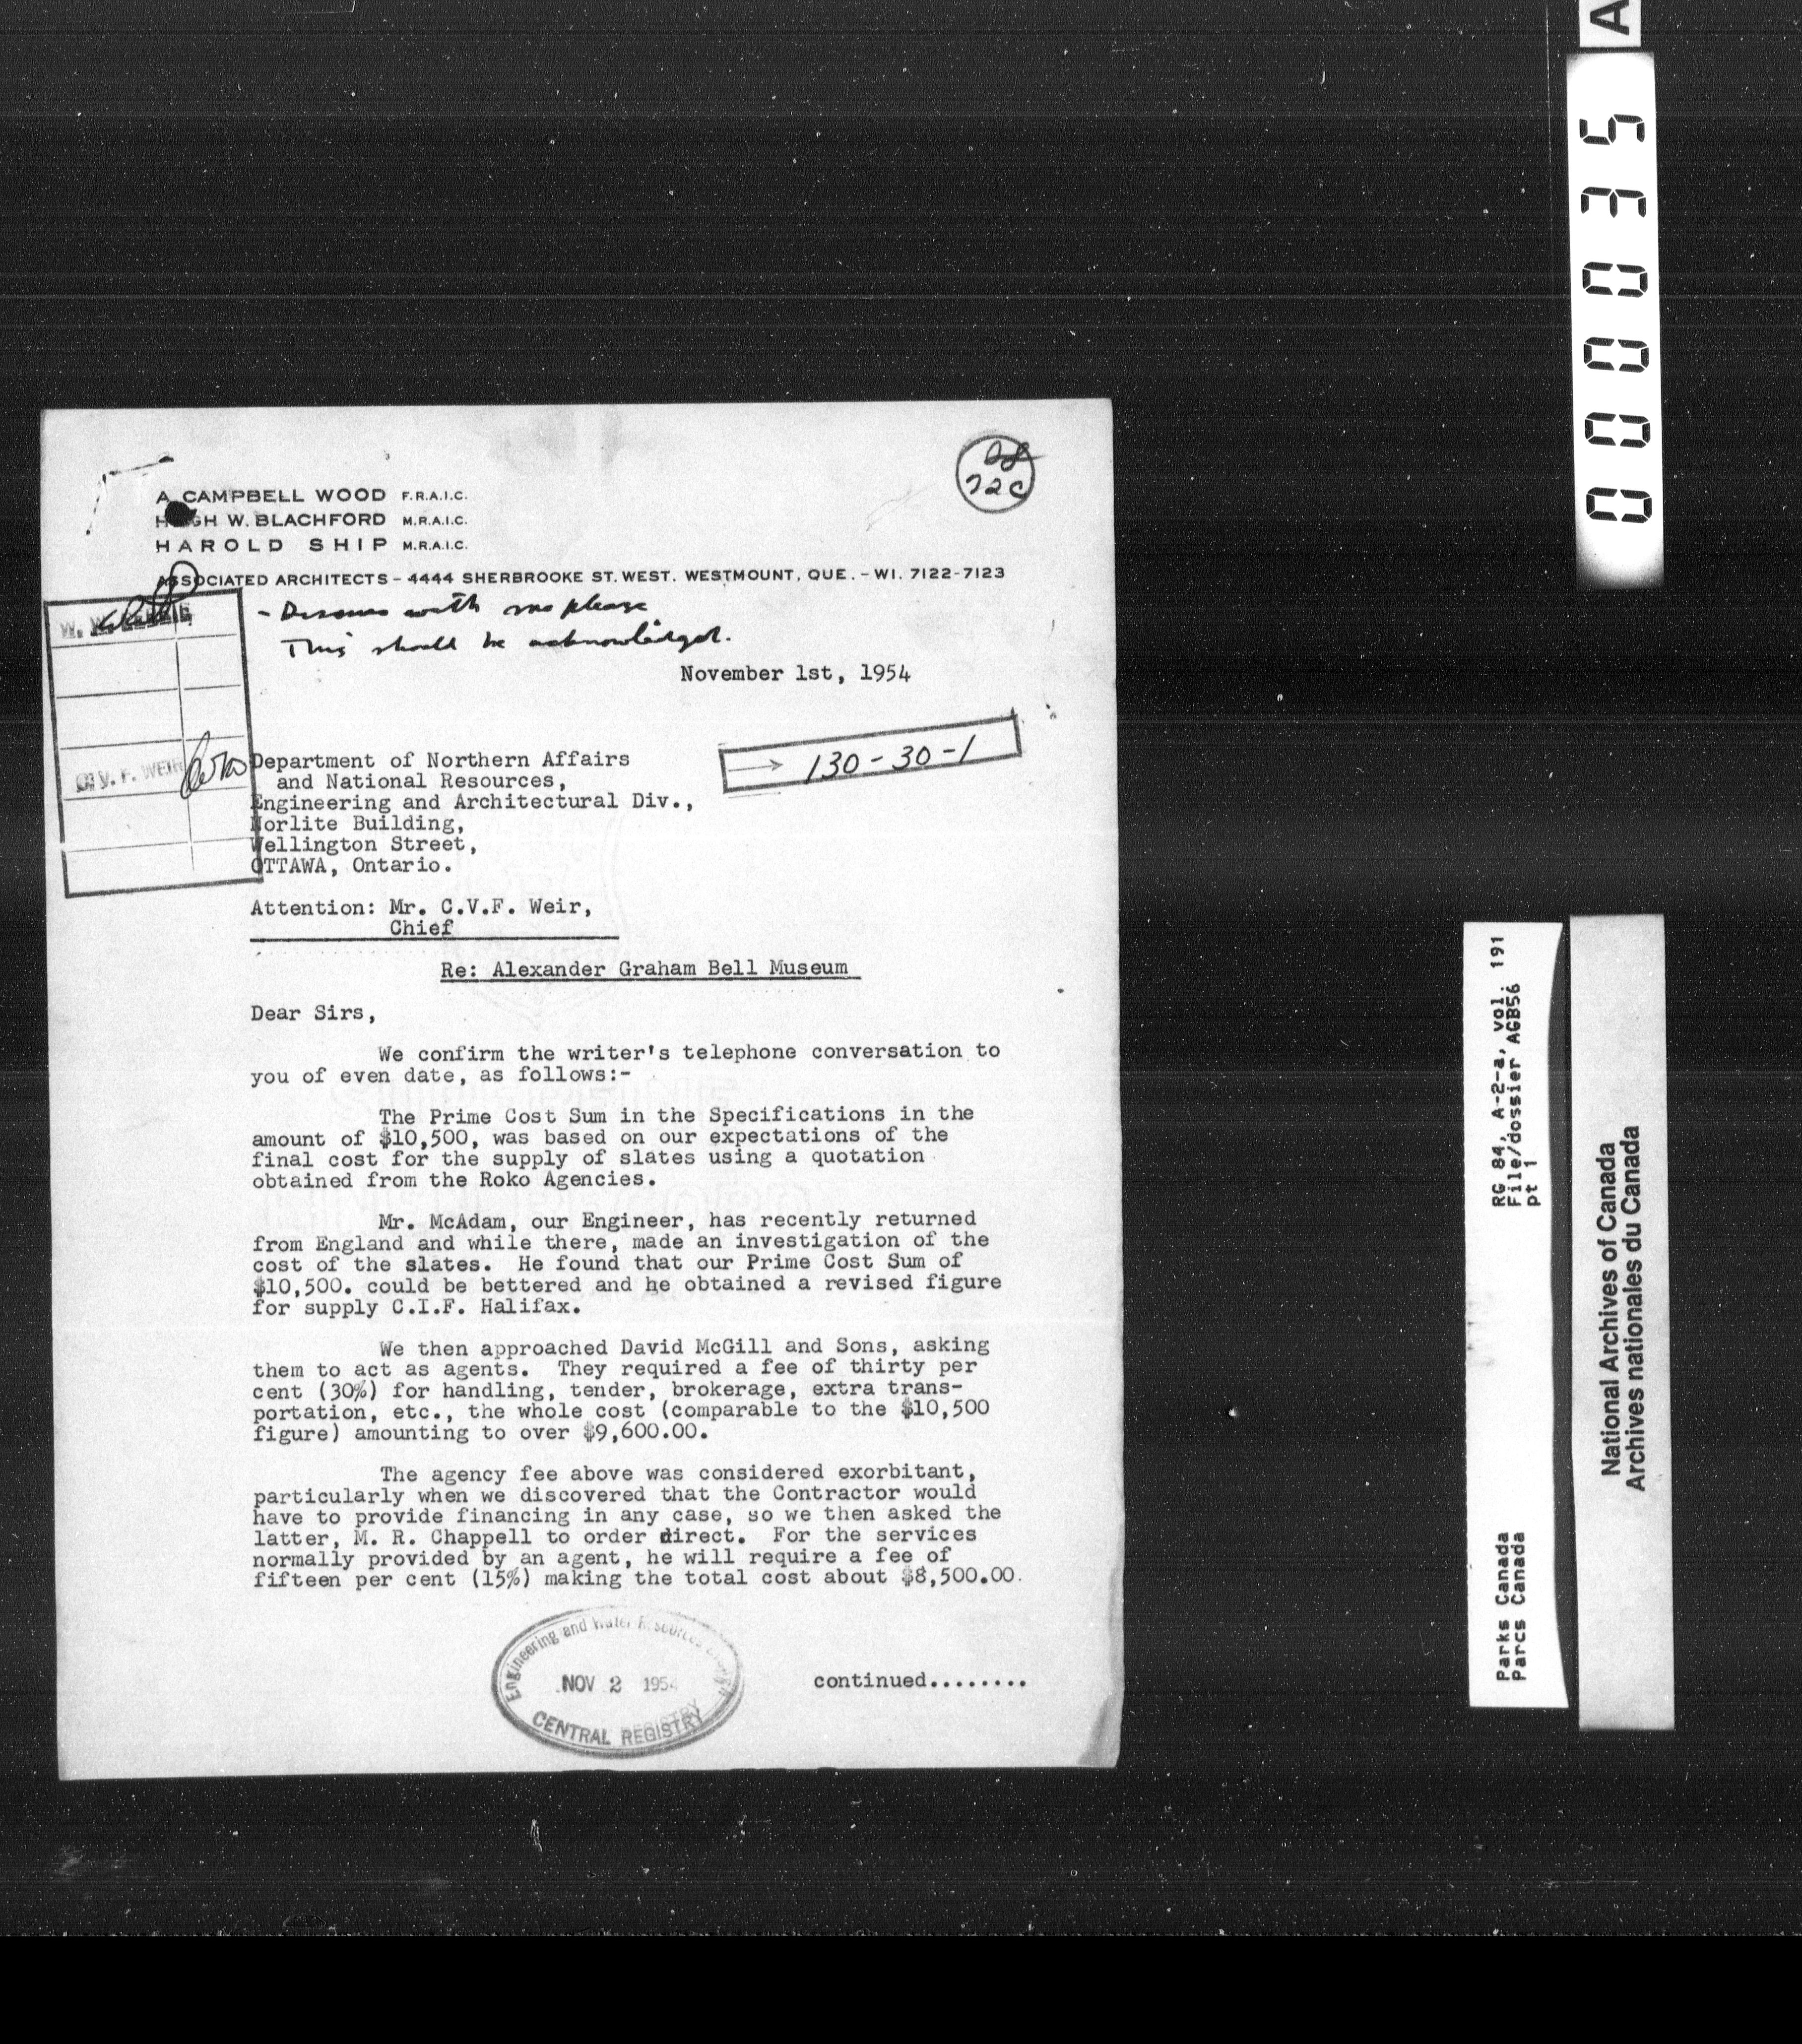 A. CAMPBELL WOOD F.R.A.I.C.
HUGH W. BLACHFORD M.R.A.I.C.
HAROLD SHIP M.R.A.I.C.
ASSOCIATED ARCHITECTS - 4444 SHERBROOKE ST. WEST. WESTMOUNT, QUE. - WI. 7122-7123
72C
- Discuss with me please
This should be acknowledged.
November 1st, 1954
130-30-1
V. F. WEIR
Department of Northern Affairs
and National Resources,
Engineering and Architectural Div.,
Norlite Building,
Wellington Street,
OTTAWA, Ontario.
Attention: Mr. C.V.F. Weir,
Chief
Re: Alexander Graham Bell Museum
Dear Sirs,
We confirm the writer's telephone conversation to
you of even date, as follows:-
The Prime Cost Sum in the Specifications in the
amount of $10,500, was based on our expectations of the
final cost for the supply of slates using a quotation
obtained from the Roko Agencies.
Mr. McAdam, our Engineer, has recently returned
from England and while there, made an investigation of the
cost of the slates. He found that our Prime Cost Sum of
$10,500. could be bettered and he obtained a revised figure
for supply C.I.F. Halifax.
We then approached David McGill and Sons, asking
them to act as agents. They required a fee of thirty per
cent (30%) for handling, tender, brokerage, extra trans-
portation, etc., the whole cost (comparable to the $10,500
figure) amounting to over $9,600.00.
The agency fee above was considered exorbitant,
particularly when we discovered that the Contractor would
have to provide financing in any case, so we then asked the
latter, M. R. Chappell to order direct. For the services
normally provided by an agent, he will require a fee of
fifteen per cent (15%) making the total cost about $8,500.00.
continued........
Engineering and Water Resources
NOV 2 1954
CENTRAL REGISTRY
A
000035
RG 84, A-2-a, vol. 191
File/dossier AGB56
pt 1
Parks Canada
Parcs Canada
National Archives of Canada
Archives nationales du Canada